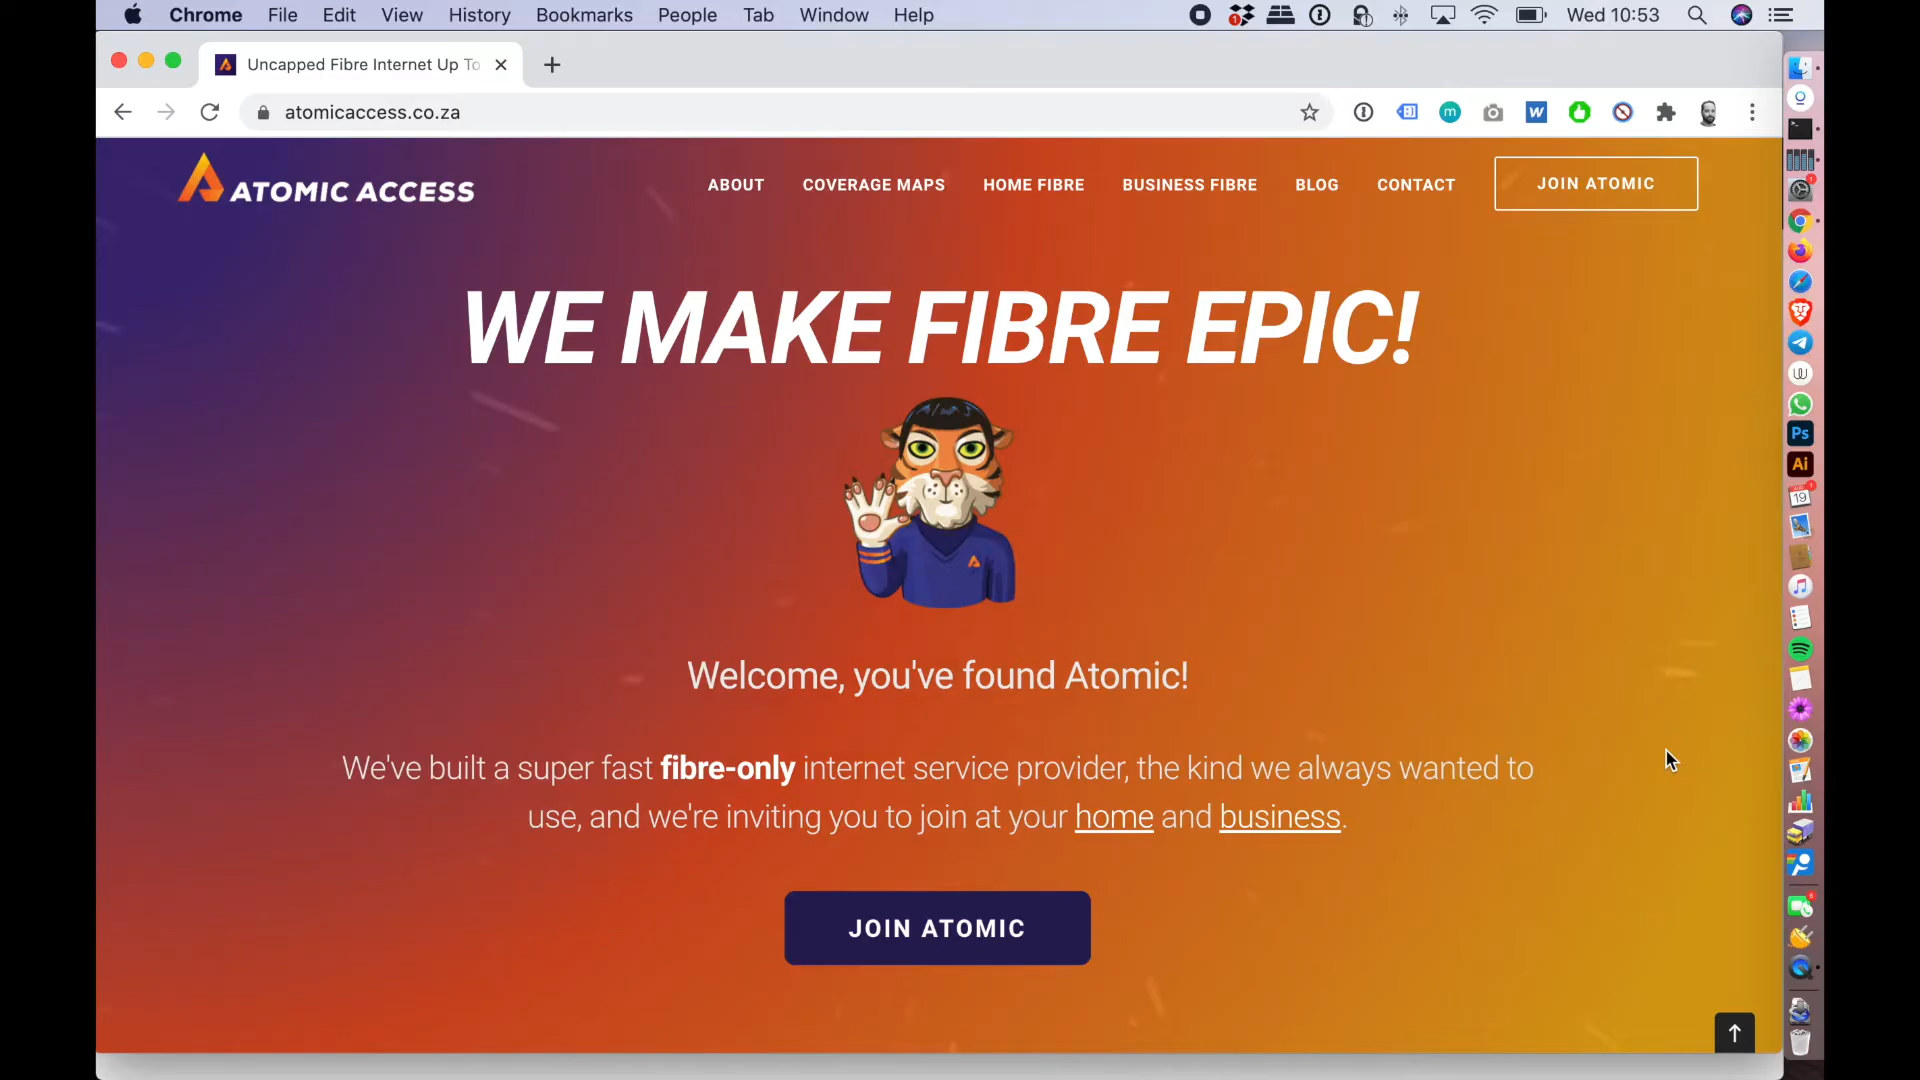 Chrome File Edit View History Bookmarks People Tab Window Help Wed 10:53
Uncapped Fibre Internet Up To
atomicaccess.co.za
ATOMIC ACCESS
ABOUT COVERAGE MAPS HOME FIBRE BUSINESS FIBRE BLOG CONTACT JOIN ATOMIC
WE MAKE FIBRE EPIC!
Welcome, you've found Atomic!
We've built a super fast fibre-only internet service provider, the kind we always wanted to
use, and we're inviting you to join at your home and business.
JOIN ATOMIC
Ps
Ai
19